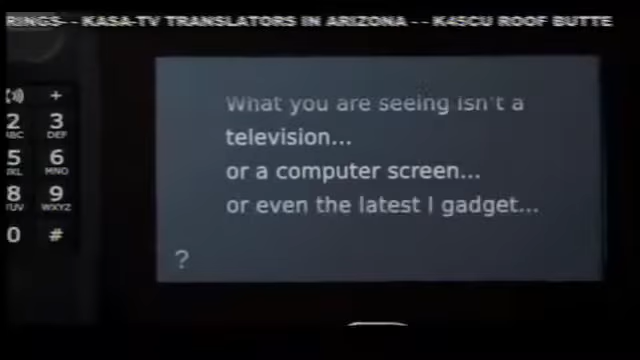 RINGS- - KASA-TV TRANSLATORS IN ARIZONA - - K45CU ROOF BUTTE
What you are seeing isn't a
television...
or a computer screen...
or even the latest I gadget...
?
+
2 ABC
3 DEF
5 JKL
6 MNO
8 TUV
9 WXYZ
0
#